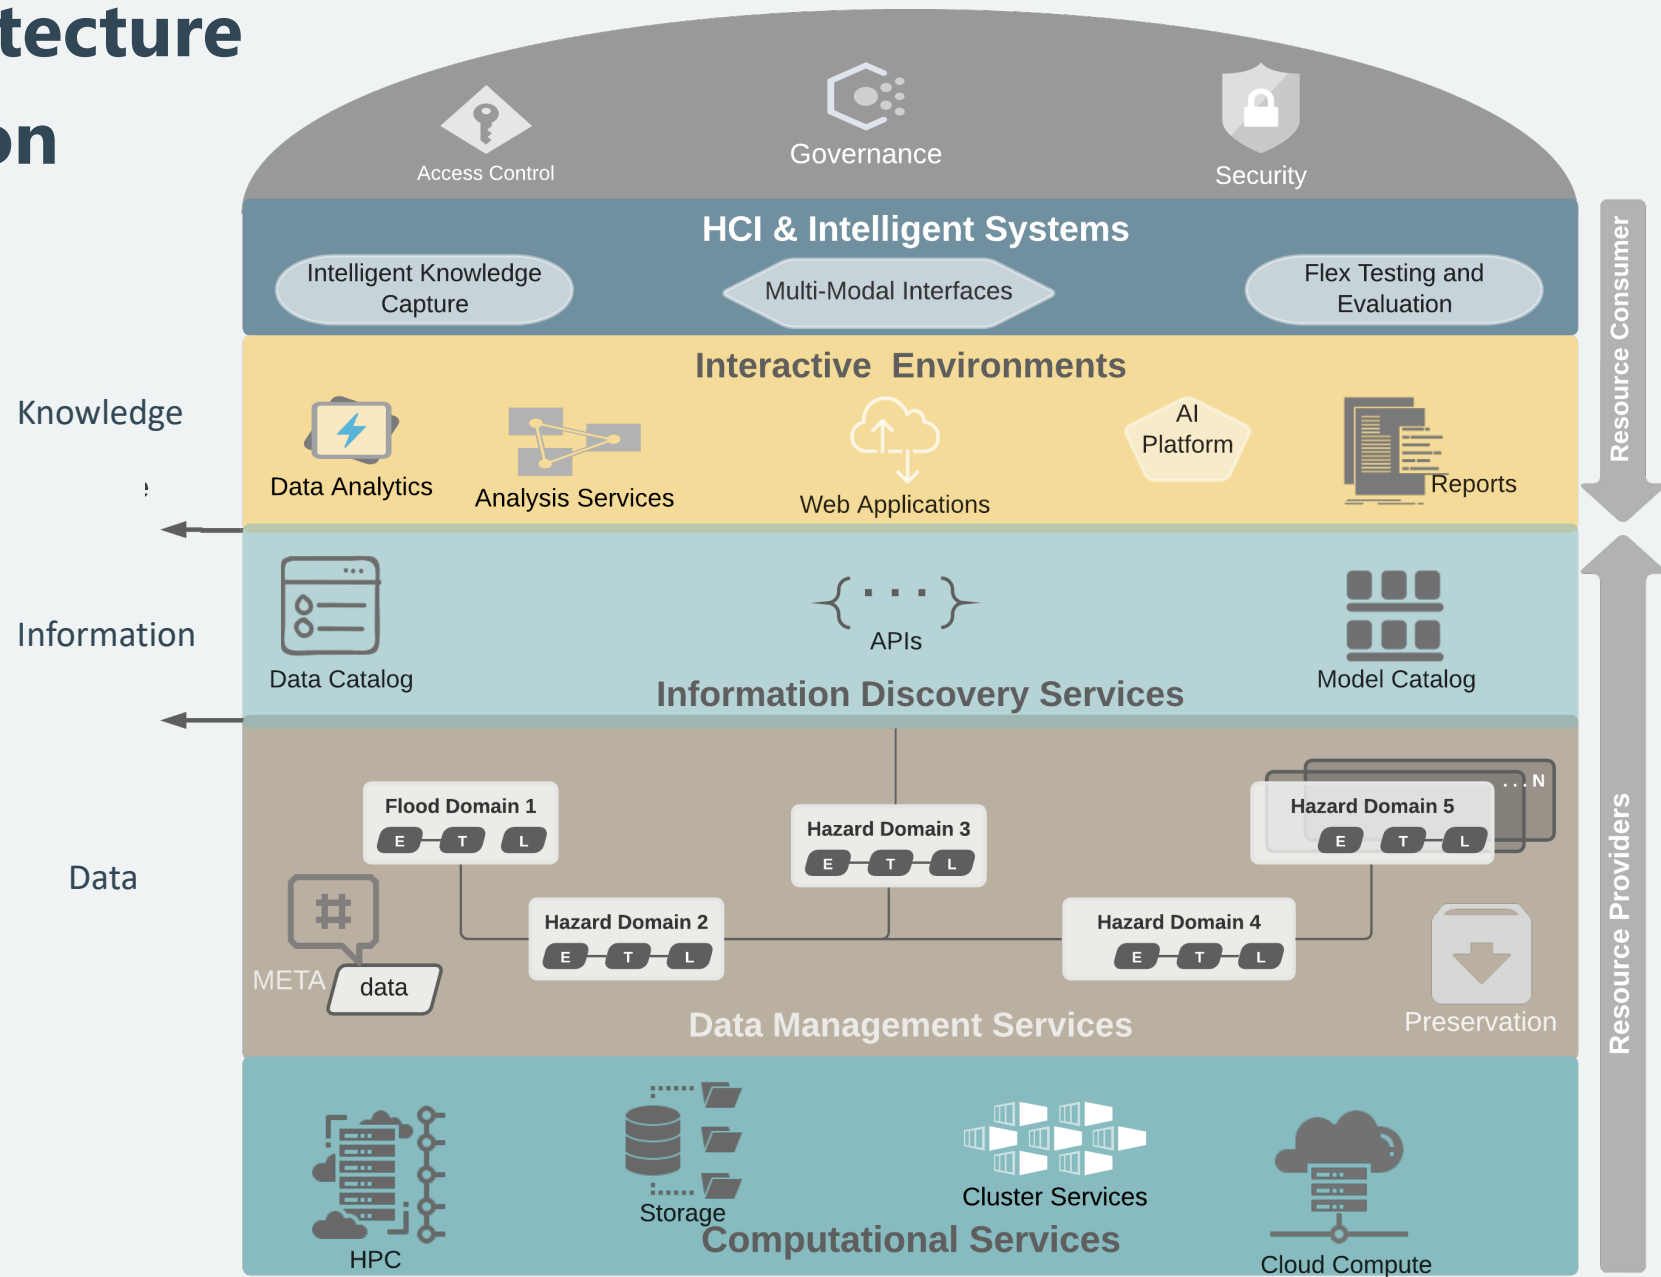 tecture
on
Access Control
Governance
Security
HCI & Intelligent Systems
Intelligent Knowledge
Capture
Multi-Modal Interfaces
Flex Testing and
Evaluation
Resource Consumer
Interactive Environments
Knowledge
Data Analytics
Analysis Services
Web Applications
AI
Platform
Reports
Information
Data Catalog
{...}
APIs
Model Catalog
Information Discovery Services
Data
Flood Domain 1
E T L
Hazard Domain 2
E T L
Hazard Domain 3
E T L
Hazard Domain 4
E T L
Hazard Domain 5
E T L
...N
#
META
data
Data Management Services
Preservation
Resource Providers
HPC
Storage
Cluster Services
Cloud Compute
Computational Services